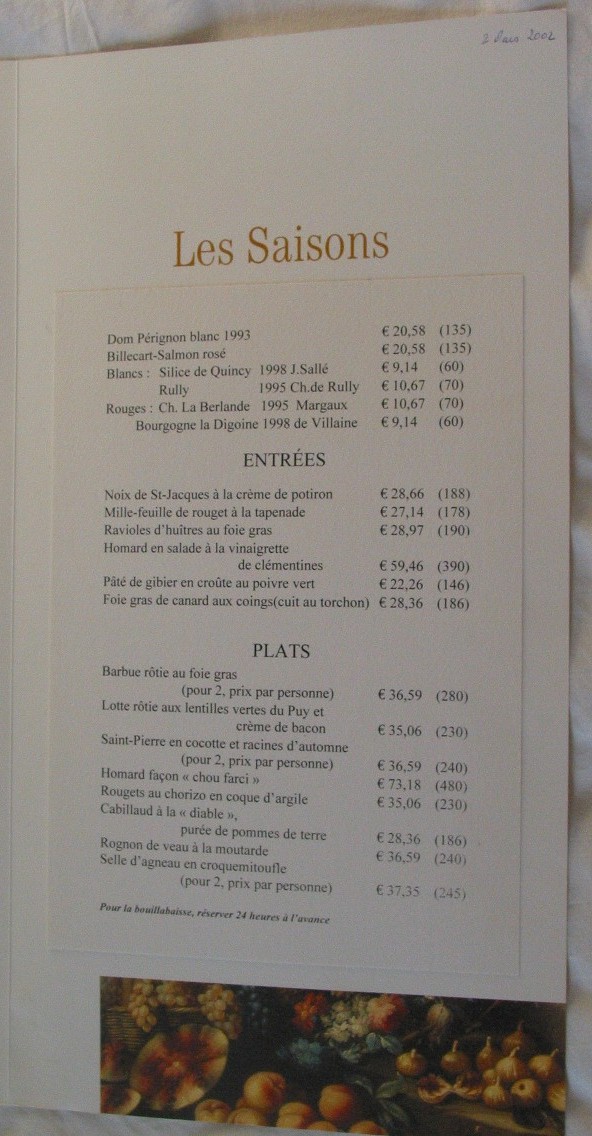 2 Mars 2002
Les Saisons
Dom Pérignon blanc 1993 € 20,58 (135)
Billecart-Salmon rosé € 20,58 (135)
Blancs : Silice de Quincy 1998 J.Sallé € 9,14 (60)
Rully 1995 Ch.de Rully € 10,67 (70)
Rouges : Ch. La Berlande 1995 Margaux € 10,67 (70)
Bourgogne la Digoine 1998 de Villaine € 9,14 (60)
ENTRÉES
Noix de St-Jacques à la crème de potiron € 28,66 (188)
Mille-feuille de rouget à la tapenade € 27,14 (178)
Ravioles d’huîtres au foie gras € 28,97 (190)
Homard en salade à la vinaigrette
de clémentines € 59,46 (390)
Pâté de gibier en croûte au poivre vert € 22,26 (146)
Foie gras de canard aux coings(cuit au torchon) € 28,36 (186)
PLATS
Barbue rôtie au foie gras
(pour 2, prix par personne) € 36,59 (280)
Lotte rôtie aux lentilles vertes du Puy et
crème de bacon € 35,06 (230)
Saint-Pierre en cocotte et racines d’automne
(pour 2, prix par personne) € 36,59 (240)
Homard façon « chou farci » € 73,18 (480)
Rougets au chorizo en coque d’argile € 35,06 (230)
Cabillaud à la « diable »,
purée de pommes de terre € 28,36 (186)
Rognon de veau à la moutarde € 36,59 (240)
Selle d’agneau en croquemitoufle
(pour 2, prix par personne) € 37,35 (245)
Pour la bouillabaisse, réserver 24 heures à l’avance